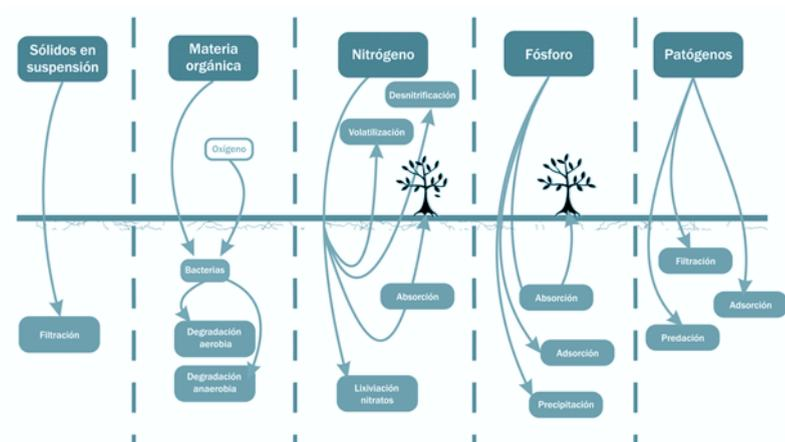 Sólidos en
suspensión
Materia
orgánica
Nitrógeno
Fósforo
Patógenos
Desnitrificación
Volatilización
Oxígeno
Bacterias
Filtración
Absorción
Absorción
Adsorción
Filtración
Degradación
aerobia
Predación
Adsorción
Degradación
anaerobia
Lixiviación
nitratos
Precipitación